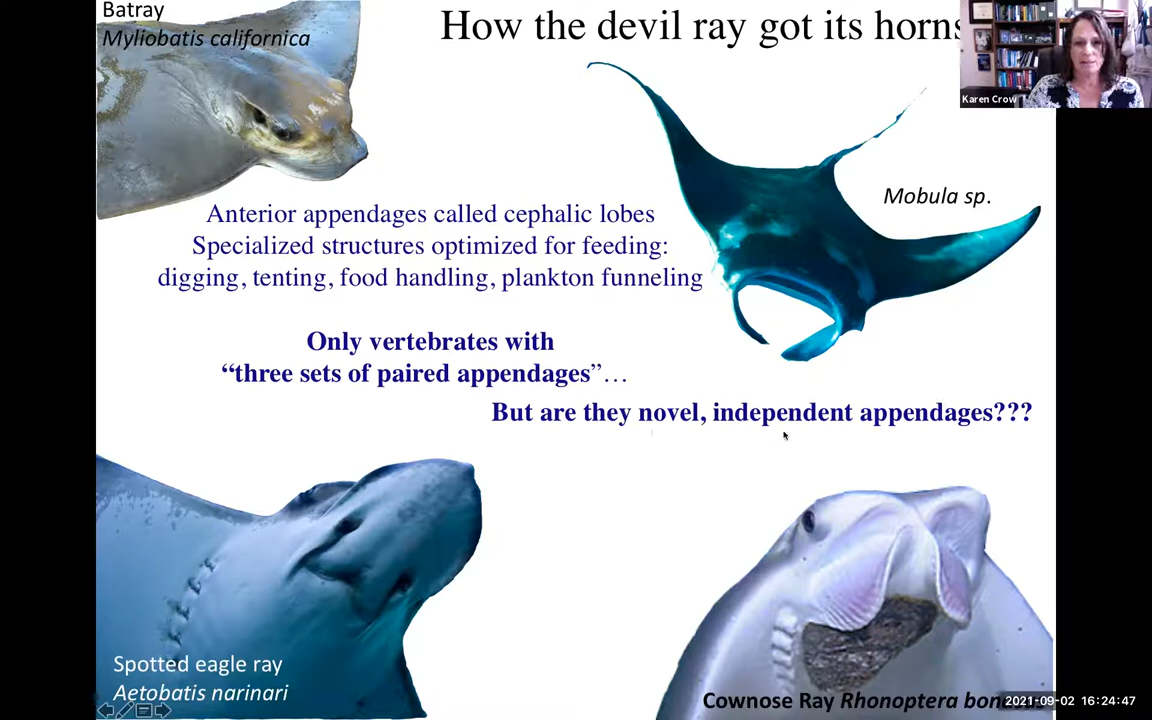 Batray
Myliobatis californica
How the devil ray got its horns
Karen Crow
Mobula sp.
Anterior appendages called cephalic lobes
Specialized structures optimized for feeding:
digging, tenting, food handling, plankton funneling
Only vertebrates with
“three sets of paired appendages”…
But are they novel, independent appendages???
Spotted eagle ray
Aetobatis narinari
Cownose Ray Rhonoptera bon
2021-09-02 16:24:47